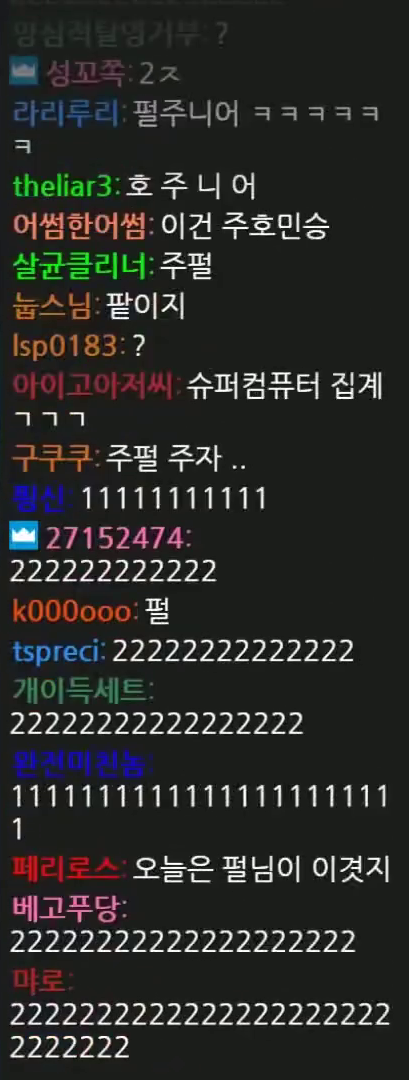 ?
성꼬쪽: 2ㅈ
라리루리: 펄주니어 ㅋㅋㅋㅋㅋ
ㅋ
theliar3: 호 주 니 어
어썸한어썸: 이건 주호민승
살균클리너: 주펄
눕스님: 팥이지
lsp0183: ?
아이고아저씨: 슈퍼컴퓨터 집계
ㄱㄱㄱ
구쿠쿠: 주펄 주자 ..
11111111111
27152474:
222222222222
k000ooo: 펄
tspreci: 22222222222222
개이득세트:
22222222222222222
완전미친놈:
1111111111111111111111
1
페리로스: 오늘은 펄님이 이겻지
베고푸당:
22222222222222222222
먀로:
2222222222222222222222
2222222